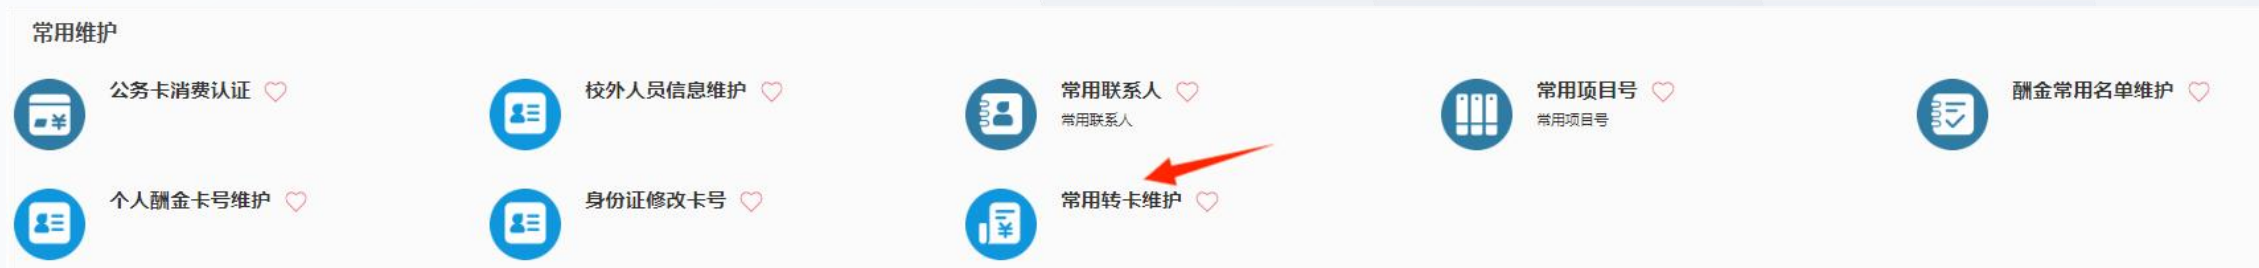 常用维护
公务卡消费认证
校外人员信息维护
常用联系人
常用联系人
常用项目号
常用项目号
酬金常用名单维护
个人酬金卡号维护
身份证修改卡号
常用转卡维护